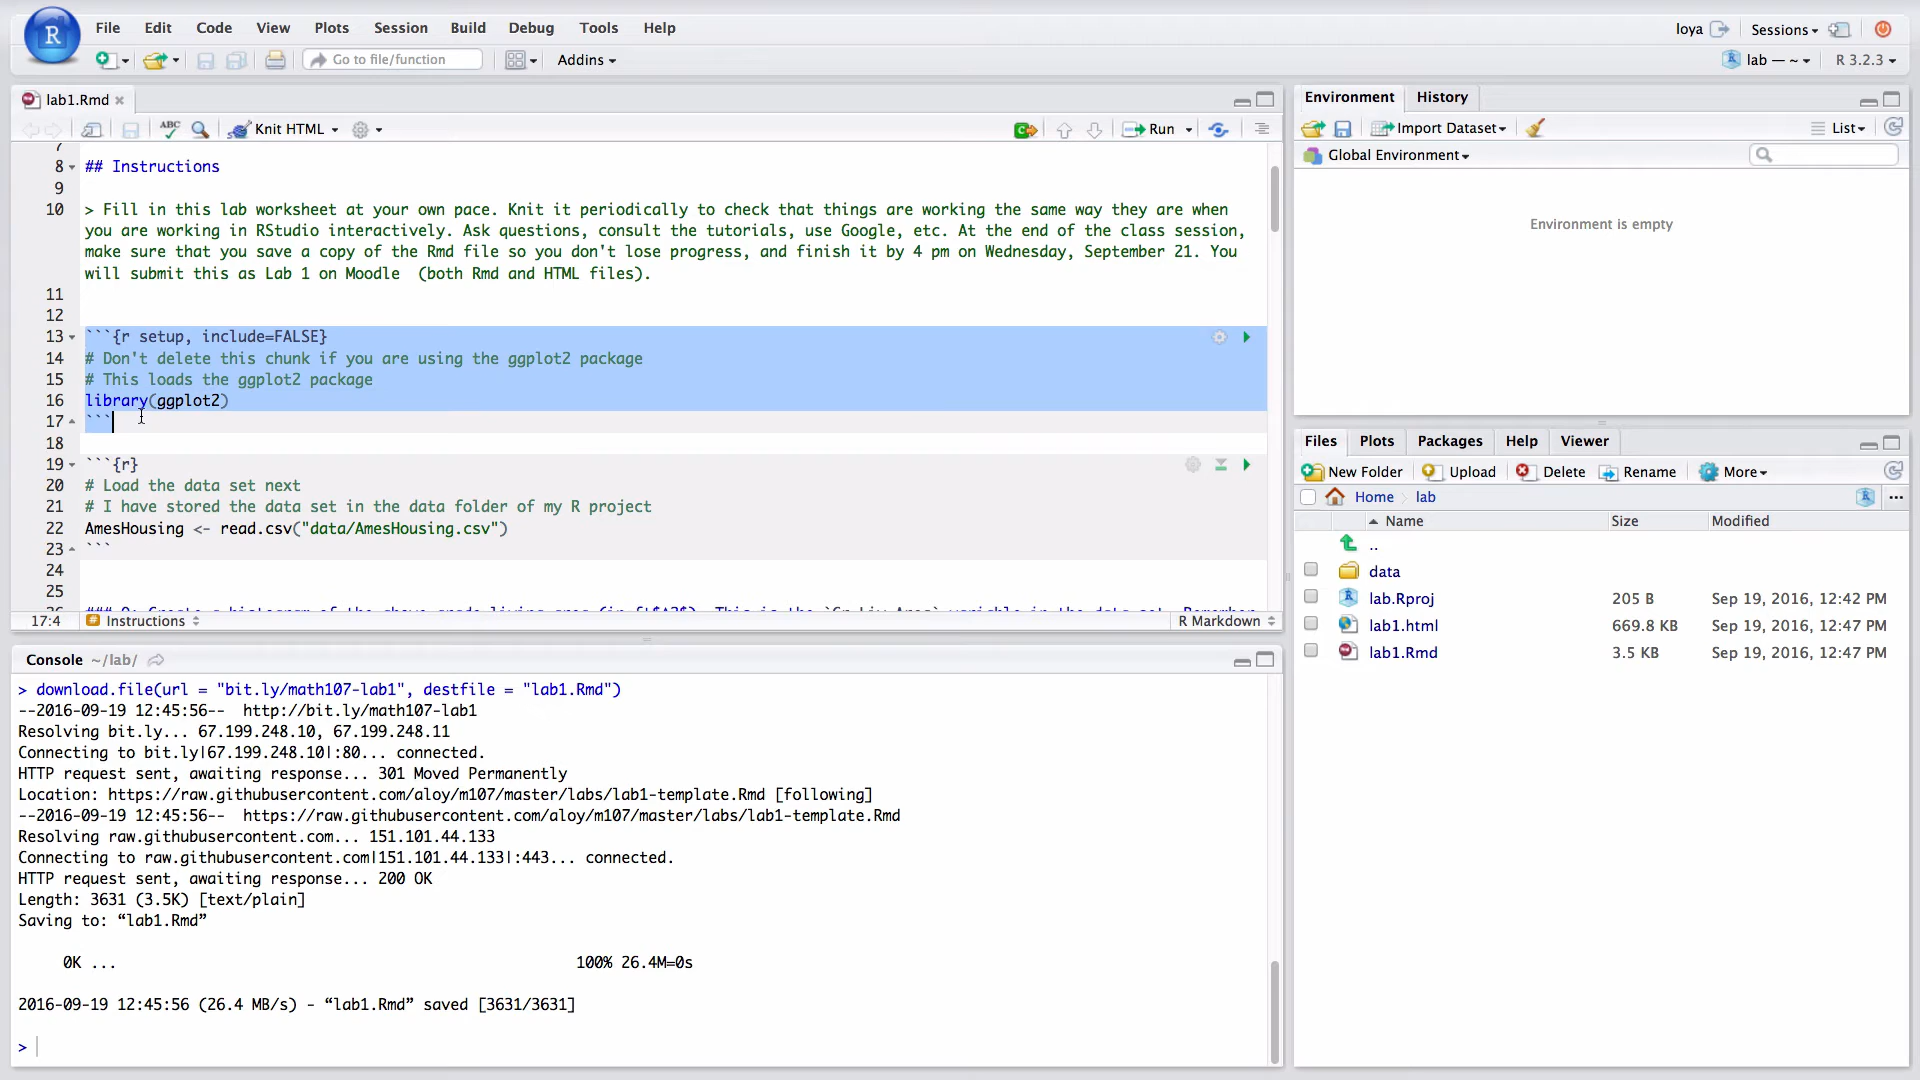 R
File Edit Code View Plots Session Build Debug Tools Help
loya Sessions
Go to file/function Addins
lab — ~ R 3.2.3
lab1.Rmd
ABC Knit HTML
Run
7
8 ## Instructions
9
10 > Fill in this lab worksheet at your own pace. Knit it periodically to check that things are working the same way they are when
you are working in RStudio interactively. Ask questions, consult the tutorials, use Google, etc. At the end of the class session,
make sure that you save a copy of the Rmd file so you don't lose progress, and finish it by 4 pm on Wednesday, September 21. You
will submit this as Lab 1 on Moodle  (both Rmd and HTML files).
11
12
13 ```{r setup, include=FALSE}
14 # Don't delete this chunk if you are using the ggplot2 package
15 # This loads the ggplot2 package
16 library(ggplot2)
17 ```
18
19 ```{r}
20 # Load the data set next
21 # I have stored the data set in the data folder of my R project
22 AmesHousing <- read.csv("data/AmesHousing.csv")
23 ```
24
25
17:4 # Instructions R Markdown
Console ~/lab/
> download.file(url = "bit.ly/math107-lab1", destfile = "lab1.Rmd")
--2016-09-19 12:45:56--  http://bit.ly/math107-lab1
Resolving bit.ly... 67.199.248.10, 67.199.248.11
Connecting to bit.ly|67.199.248.10|:80... connected.
HTTP request sent, awaiting response... 301 Moved Permanently
Location: https://raw.githubusercontent.com/aloy/m107/master/labs/lab1-template.Rmd [following]
--2016-09-19 12:45:56--  https://raw.githubusercontent.com/aloy/m107/master/labs/lab1-template.Rmd
Resolving raw.githubusercontent.com... 151.101.44.133
Connecting to raw.githubusercontent.com|151.101.44.133|:443... connected.
HTTP request sent, awaiting response... 200 OK
Length: 3631 (3.5K) [text/plain]
Saving to: “lab1.Rmd”
0K ... 100% 26.4M=0s
2016-09-19 12:45:56 (26.4 MB/s) - “lab1.Rmd” saved [3631/3631]
>
Environment History
Import Dataset List
Global Environment
Environment is empty
Files Plots Packages Help Viewer
New Folder Upload Delete Rename More
Home lab
Name Size Modified
..
data
lab.Rproj 205 B Sep 19, 2016, 12:42 PM
lab1.html 669.8 KB Sep 19, 2016, 12:47 PM
lab1.Rmd 3.5 KB Sep 19, 2016, 12:47 PM